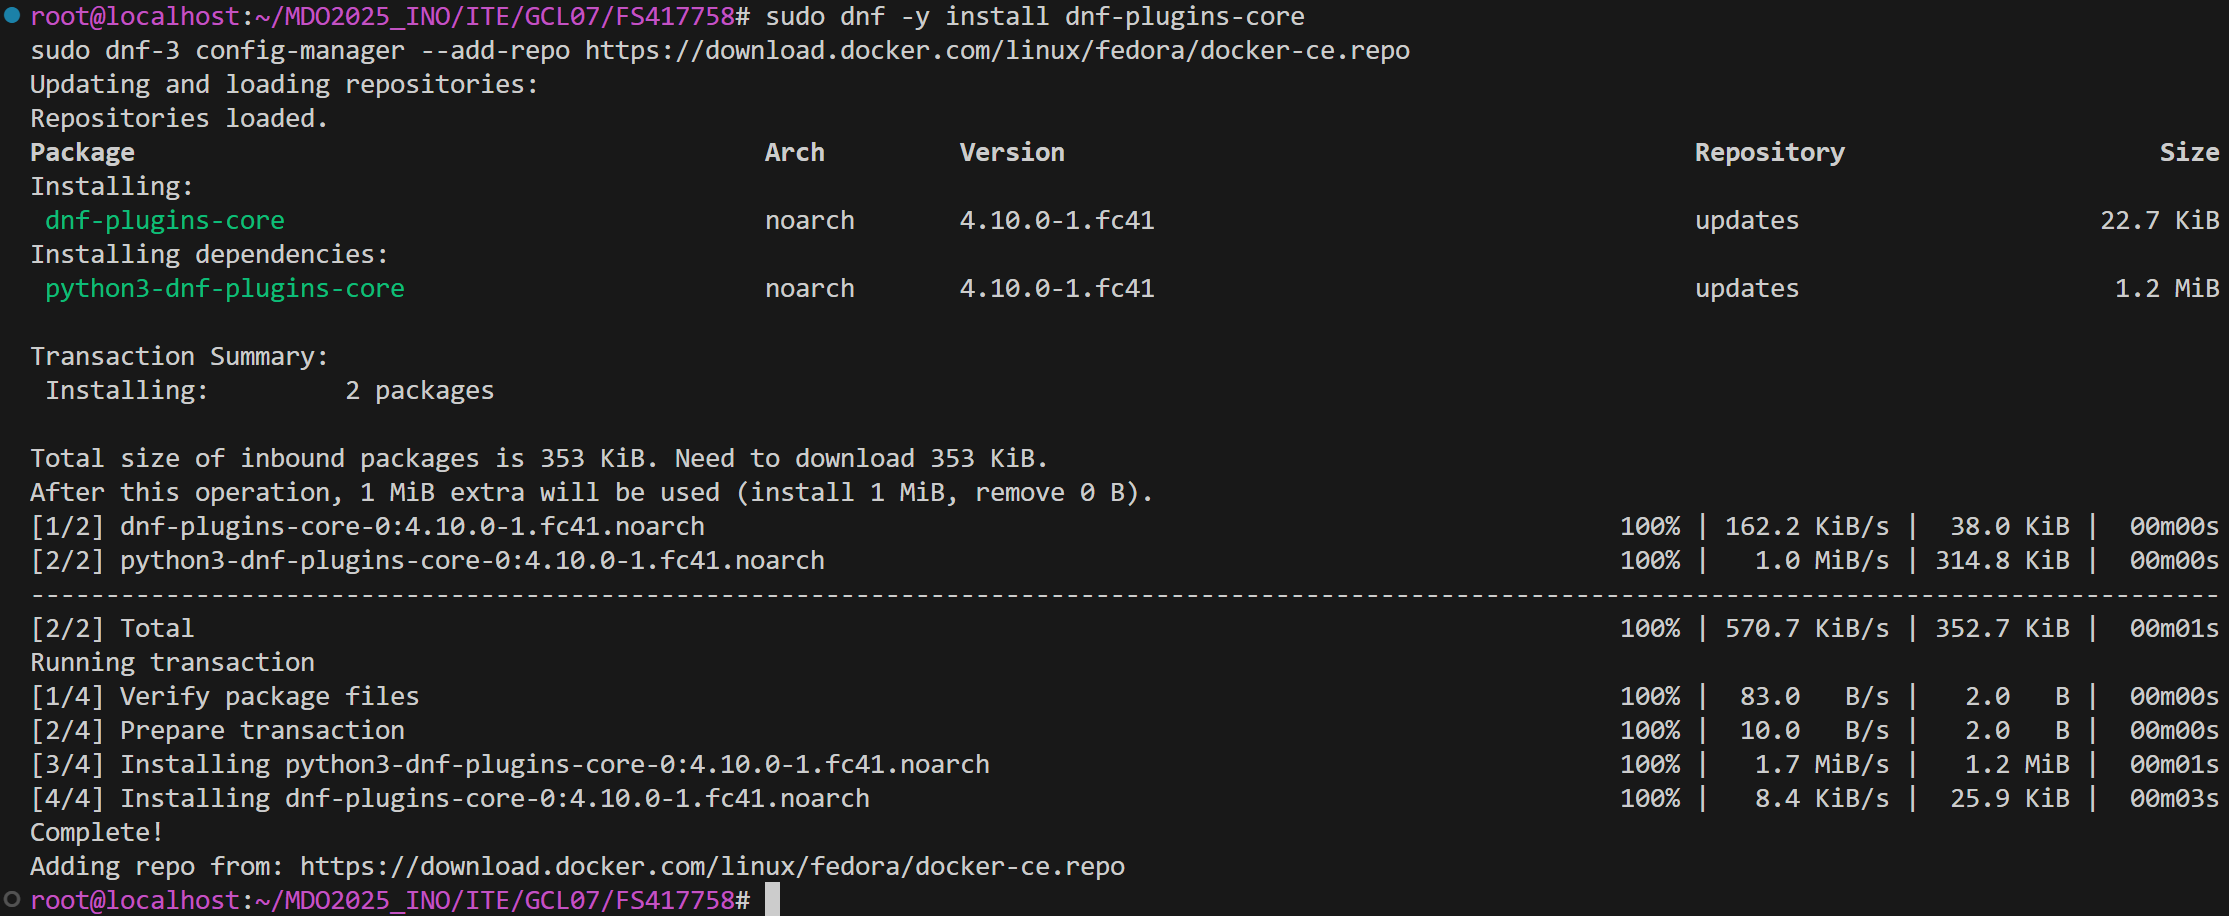 root@localhost:~/MDO2025_INO/ITE/GCL07/FS417758# sudo dnf -y install dnf-plugins-core
sudo dnf-3 config-manager --add-repo https://download.docker.com/linux/fedora/docker-ce.repo
Updating and loading repositories:
Repositories loaded.
Package Arch Version Repository Size
Installing:
dnf-plugins-core noarch 4.10.0-1.fc41 updates 22.7 KiB
Installing dependencies:
python3-dnf-plugins-core noarch 4.10.0-1.fc41 updates 1.2 MiB
Transaction Summary:
Installing: 2 packages
Total size of inbound packages is 353 KiB. Need to download 353 KiB.
After this operation, 1 MiB extra will be used (install 1 MiB, remove 0 B).
[1/2] dnf-plugins-core-0:4.10.0-1.fc41.noarch 100% | 162.2 KiB/s | 38.0 KiB | 00m00s
[2/2] python3-dnf-plugins-core-0:4.10.0-1.fc41.noarch 100% | 1.0 MiB/s | 314.8 KiB | 00m00s
--------------------------------------------------------------------------------------------------------------------------------------------------
[2/2] Total 100% | 570.7 KiB/s | 352.7 KiB | 00m01s
Running transaction
[1/4] Verify package files 100% | 83.0 B/s | 2.0 B | 00m00s
[2/4] Prepare transaction 100% | 10.0 B/s | 2.0 B | 00m00s
[3/4] Installing python3-dnf-plugins-core-0:4.10.0-1.fc41.noarch 100% | 1.7 MiB/s | 1.2 MiB | 00m01s
[4/4] Installing dnf-plugins-core-0:4.10.0-1.fc41.noarch 100% | 8.4 KiB/s | 25.9 KiB | 00m03s
Complete!
Adding repo from: https://download.docker.com/linux/fedora/docker-ce.repo
root@localhost:~/MDO2025_INO/ITE/GCL07/FS417758#